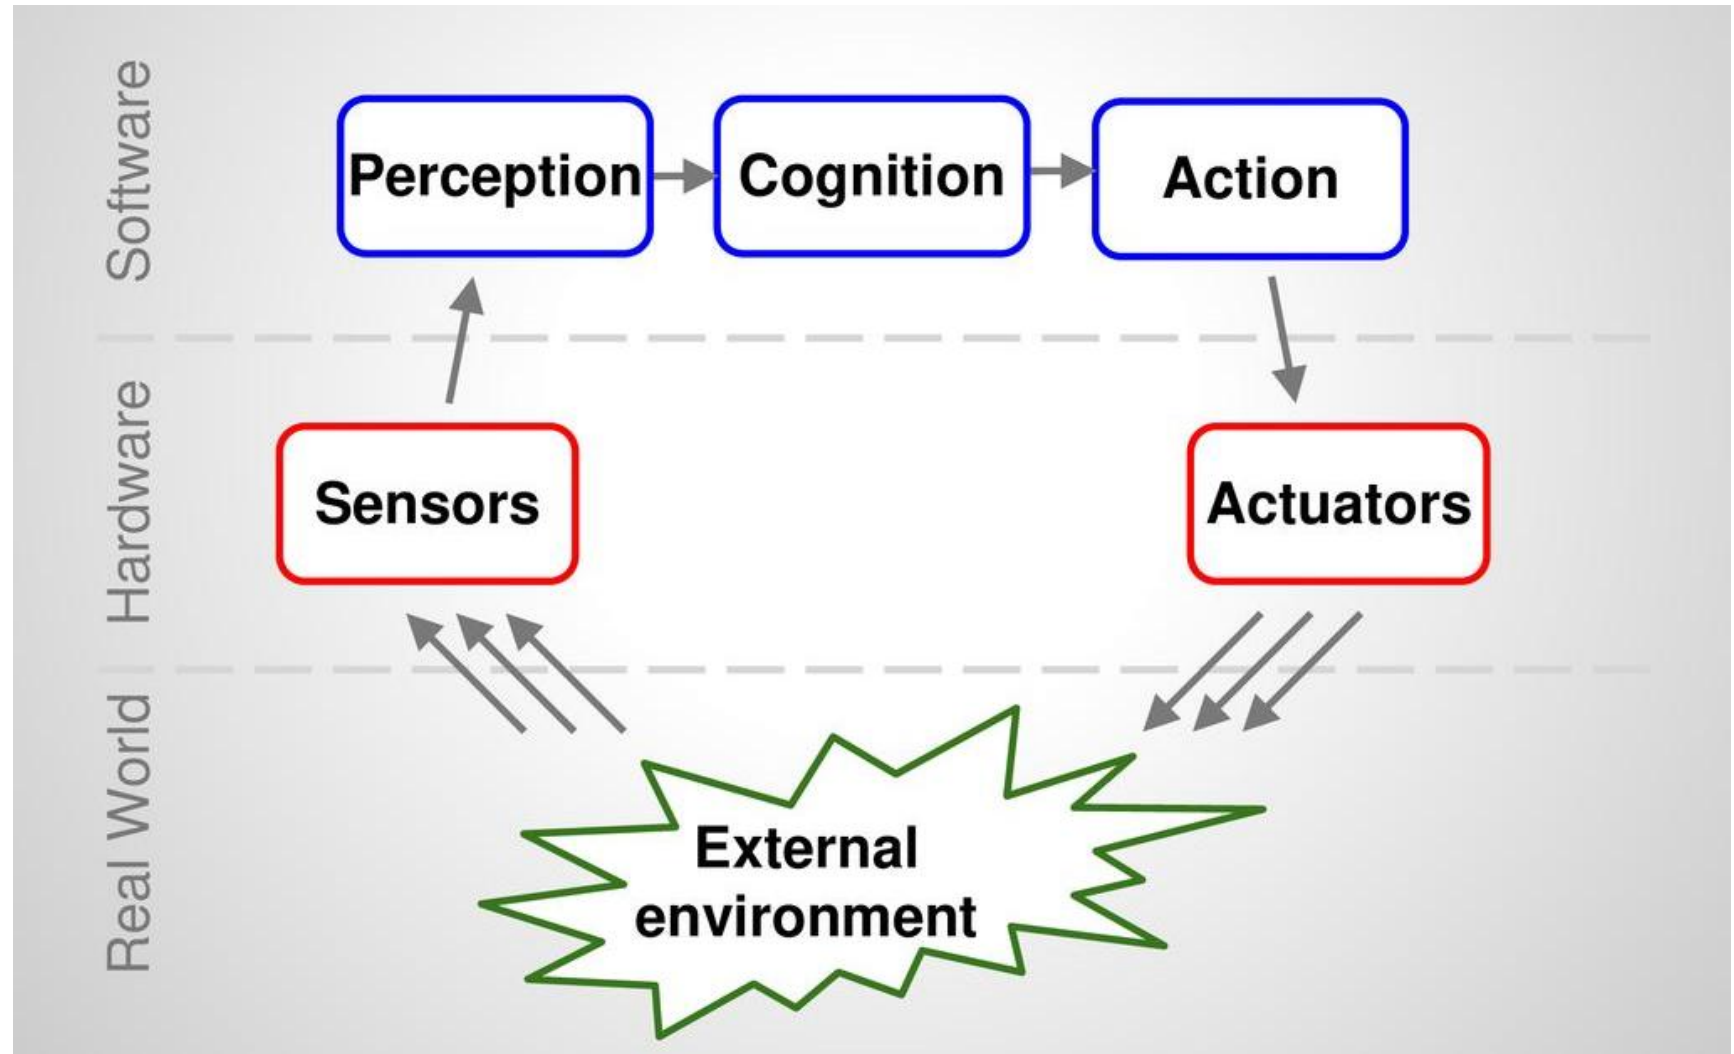 Software
Perception
Cognition
Action
Hardware
Sensors
Actuators
Real World
External
environment